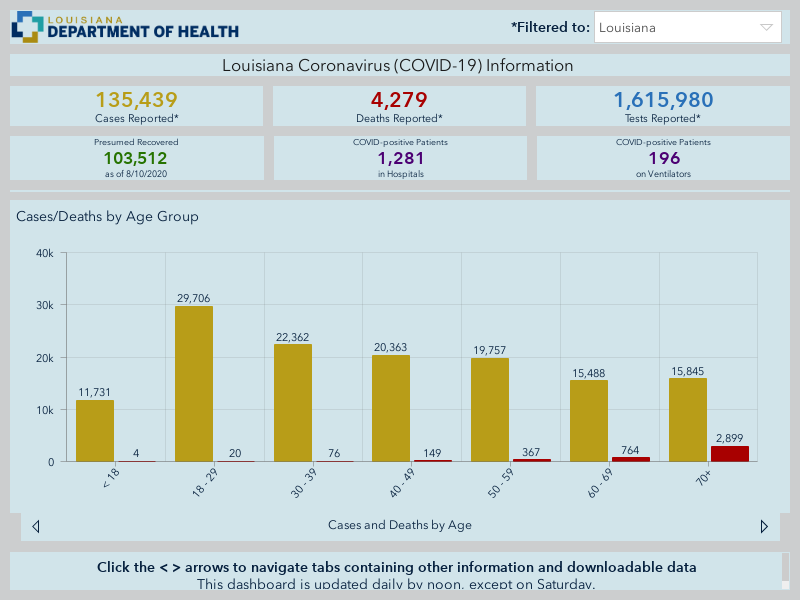 LOUISIANA
DEPARTMENT OF HEALTH
*Filtered to:
Louisiana
Louisiana Coronavirus (COVID-19) Information
135,439
Cases Reported*
4,279
Deaths Reported*
1,615,980
Tests Reported*
Presumed Recovered
103,512
as of 8/10/2020
COVID-positive Patients
1,281
in Hospitals
COVID-positive Patients
196
on Ventilators
Cases/Deaths by Age Group
40k
30k
20k
10k
0
11,731
4
29,706
20
22,362
76
20,363
149
19,757
367
15,488
764
15,845
2,899
< 18
18 - 29
30 - 39
40 - 49
50 - 59
60 - 69
70+
Cases and Deaths by Age
Click the < > arrows to navigate tabs containing other information and downloadable data
This dashboard is updated daily by noon, except on Saturday.